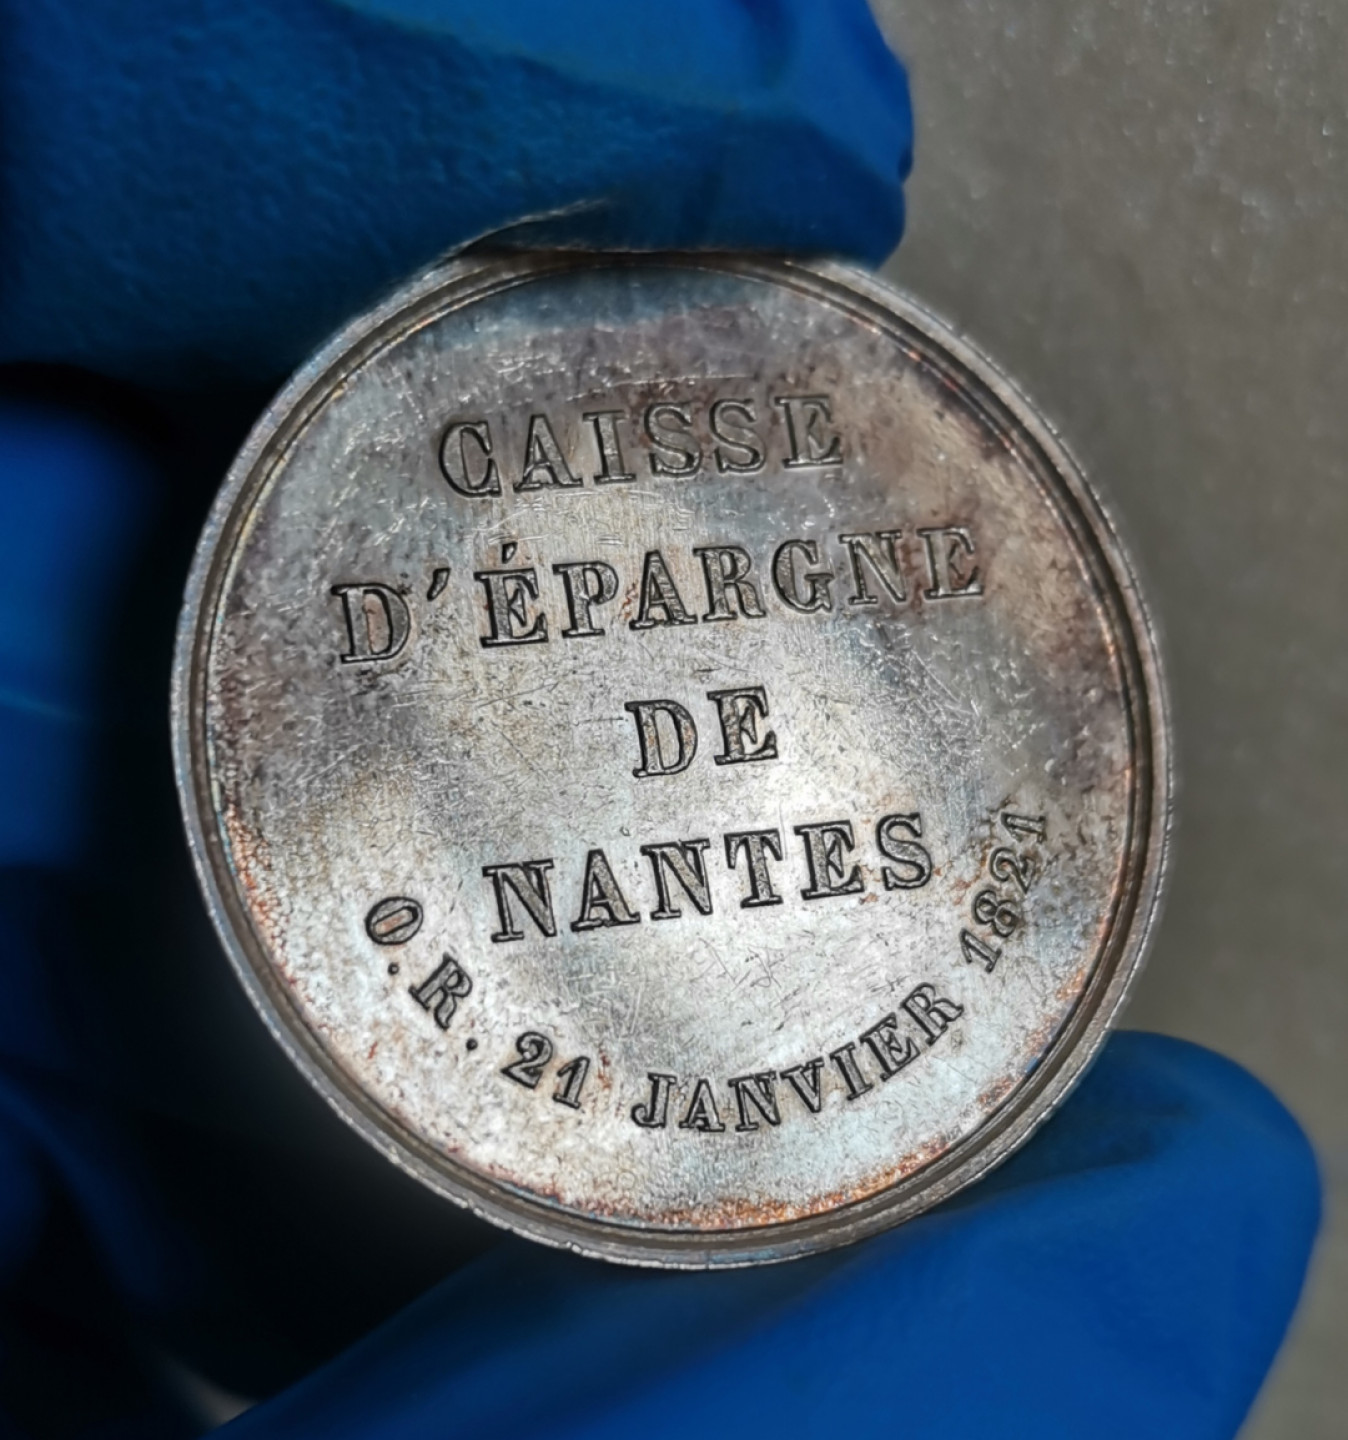 CAISSE
D'ÉPARGNE
DE
NANTES
O. R. 21 JANVIER 1821